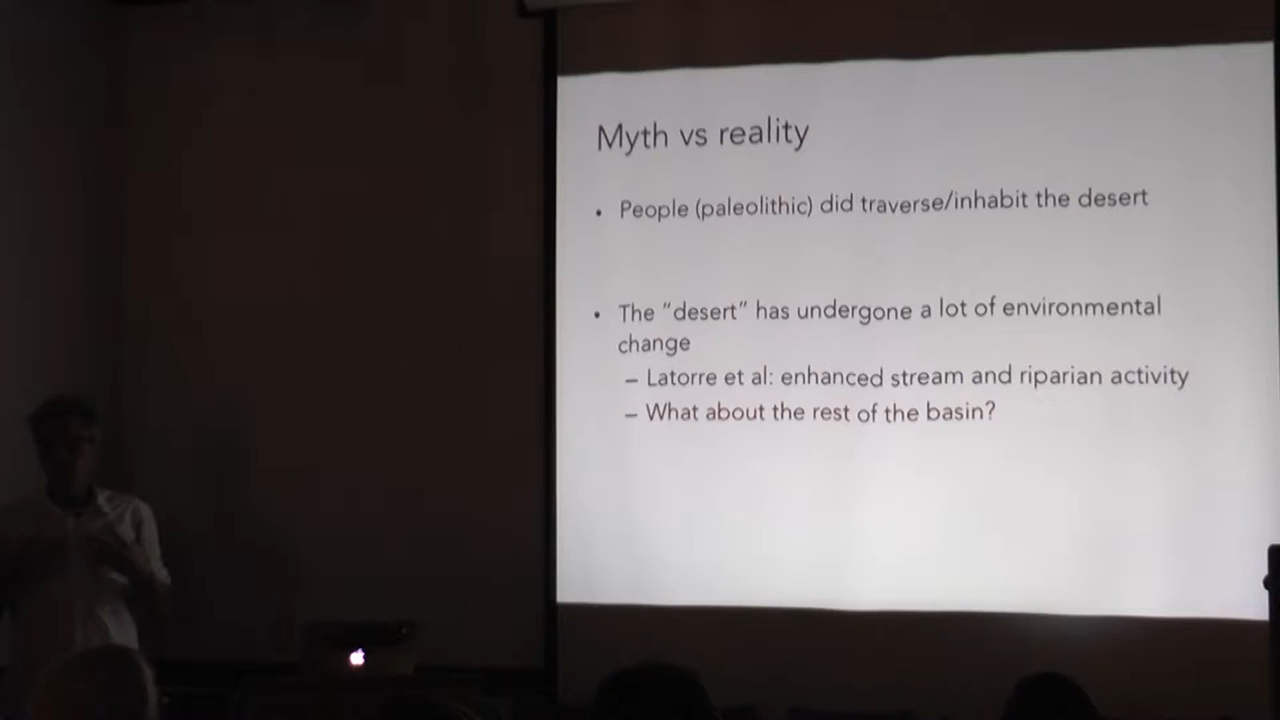 Myth vs reality
• People (paleolithic) did traverse/inhabit the desert
• The “desert” has undergone a lot of environmental
change
– Latorre et al: enhanced stream and riparian activity
– What about the rest of the basin?